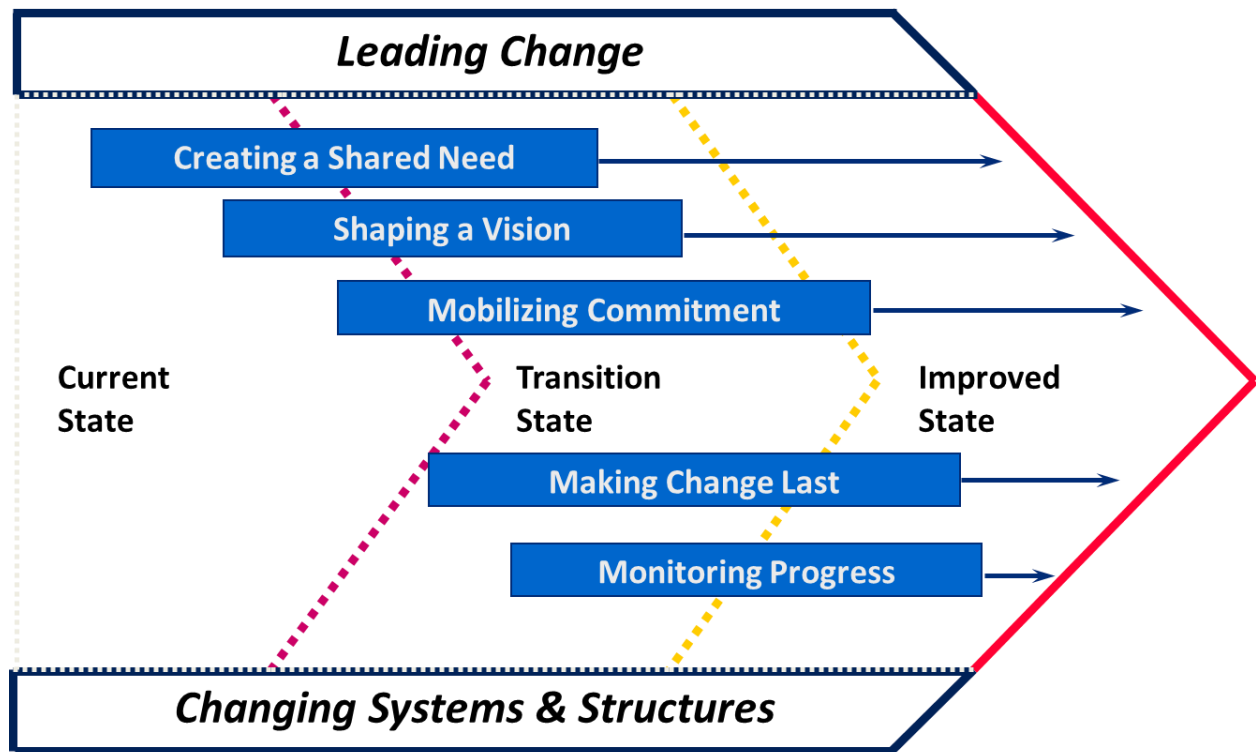 Leading Change
Creating a Shared Need
Shaping a Vision
Mobilizing Commitment
Current
State
Transition
State
Improved
State
Making Change Last
Monitoring Progress
Changing Systems & Structures